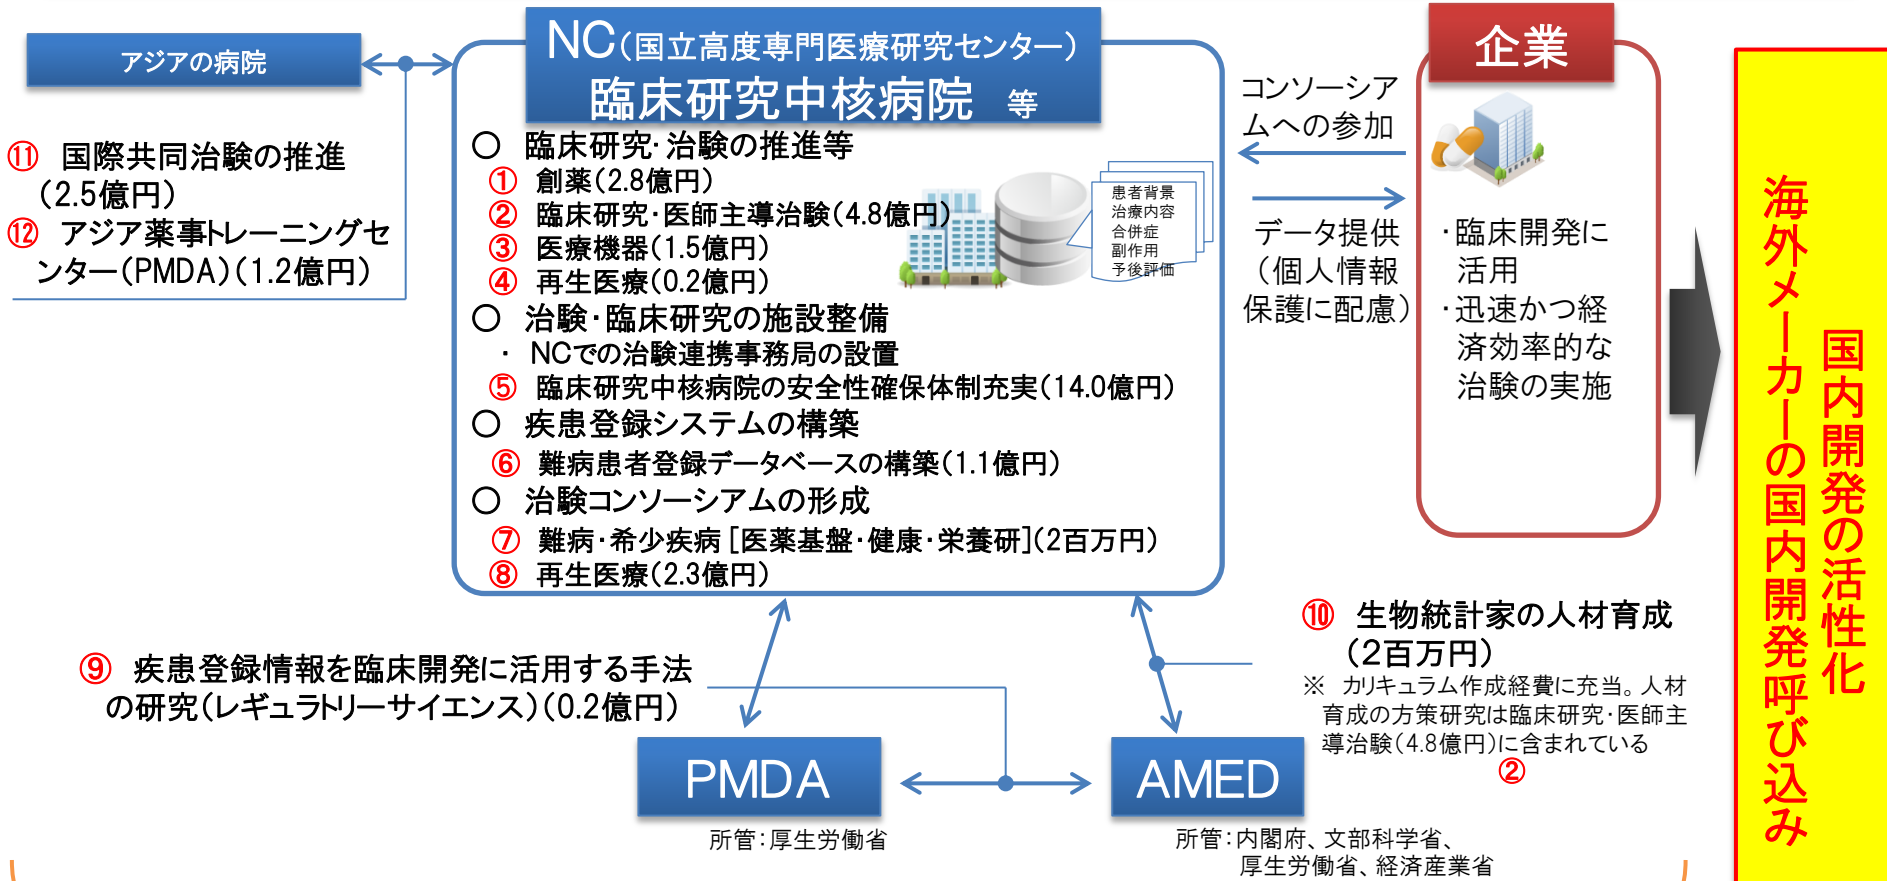 アジアの病院
⑪ 国際共同治験の推進
(2.5億円)
⑫ アジア薬事トレーニングセ
ンター(PMDA)(1.2億円)
NC(国立高度専門医療研究センター)
臨床研究中核病院 等
○ 臨床研究・治験の推進等
① 創薬(2.8億円)
② 臨床研究・医師主導治験(4.8億円)
③ 医療機器(1.5億円)
④ 再生医療(0.2億円)
患者背景
治療内容
合併症
副作用
予後評価
○ 治験・臨床研究の施設整備
・ NCでの治験連携事務局の設置
⑤ 臨床研究中核病院の安全性確保体制充実(14.0億円)
○ 疾患登録システムの構築
⑥ 難病患者登録データベースの構築(1.1億円)
○ 治験コンソーシアムの形成
⑦ 難病・希少疾病[医薬基盤・健康・栄養研](2百万円)
⑧ 再生医療(2.3億円)
コンソーシア
ムへの参加
データ提供
(個人情報
保護に配慮)
企業
・臨床開発に
活用
・迅速かつ経
済効率的な
治験の実施
⑨ 疾患登録情報を臨床開発に活用する手法
の研究(レギュラトリーサイエンス)(0.2億円)
⑩ 生物統計家の人材育成
(2百万円)
※ カリキュラム作成経費に充当。人材
育成の方策研究は臨床研究・医師主
導治験(4.8億円)に含まれている
②
PMDA
所管:厚生労働省
AMED
所管:内閣府、文部科学省、
厚生労働省、経済産業省
国内開発の活性化
海外メーカーの国内開発呼び込み